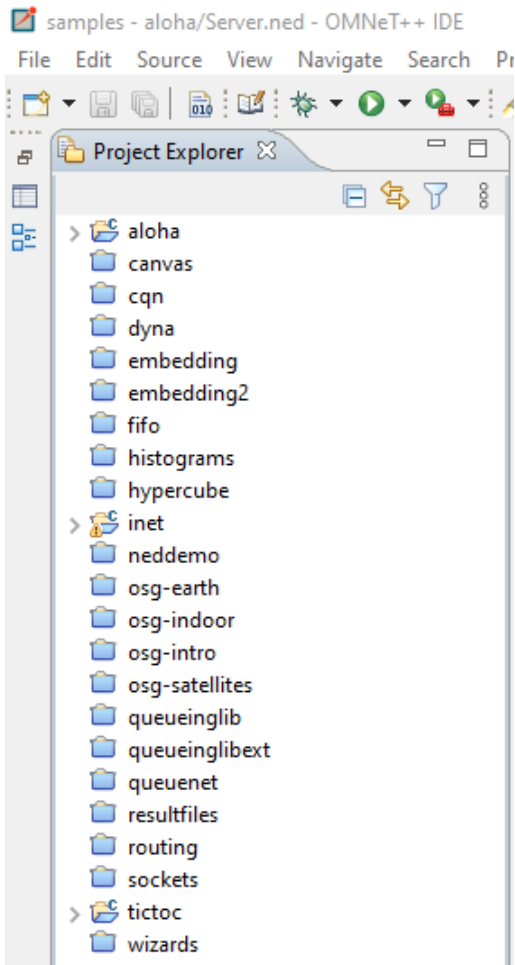 samples - aloha/Server.ned - OMNeT++ IDE
File Edit Source View Navigate Search Pr
010
Project Explorer
aloha
canvas
cqn
dyna
embedding
embedding2
fifo
histograms
hypercube
inet
neddemo
osg-earth
osg-indoor
osg-intro
osg-satellites
queueinglib
queueinglibext
queuenet
resultfiles
routing
sockets
tictoc
wizards